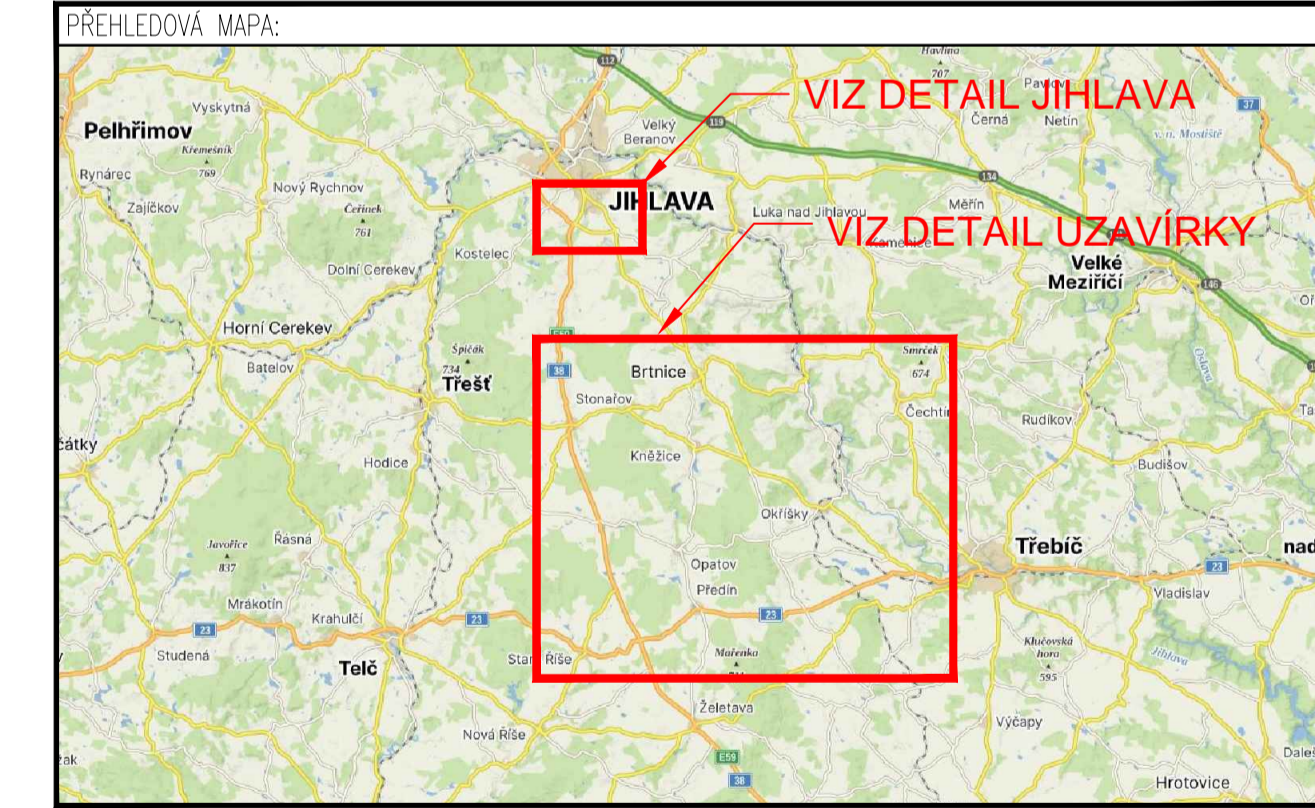 PŘEHLEDOVÁ MAPA:
112
Havlina
707
VIZ DETAIL JIHLAVA
37
Vyskytná
Pelhřimov
Velký
Beranov
119
Černá
Netín
v. n. Mostiště
Křemešník
769
Rynárec
Nový Rychnov
134
Zajíčkov
Čeřínek
761
JIHLAVA
Luka nad Jihlavou
Měřín
VIZ DETAIL UZAVÍRKY
Kostelec
Dolní Cerekev
Velké
Meziříčí
146
Horní Cerekev
E59
Oslava
Špičák
734
Smrček
674
Batelov
Třešť
38
Brtnice
Stonařov
Rudíkov
Hodice
Kněžice
Budišov
Okříšky
Javořice
837
Řásná
Třebíč
Opatov
23
Předín
Vladislav
Mrákotín
Krahulčí
23
23
23
Studená
Telč
Stará Říše
Mařenka
Klučovská
hora
595
Jihlava
Želetava
Nová Říše
Výčapy
E59
38
Hrotovice